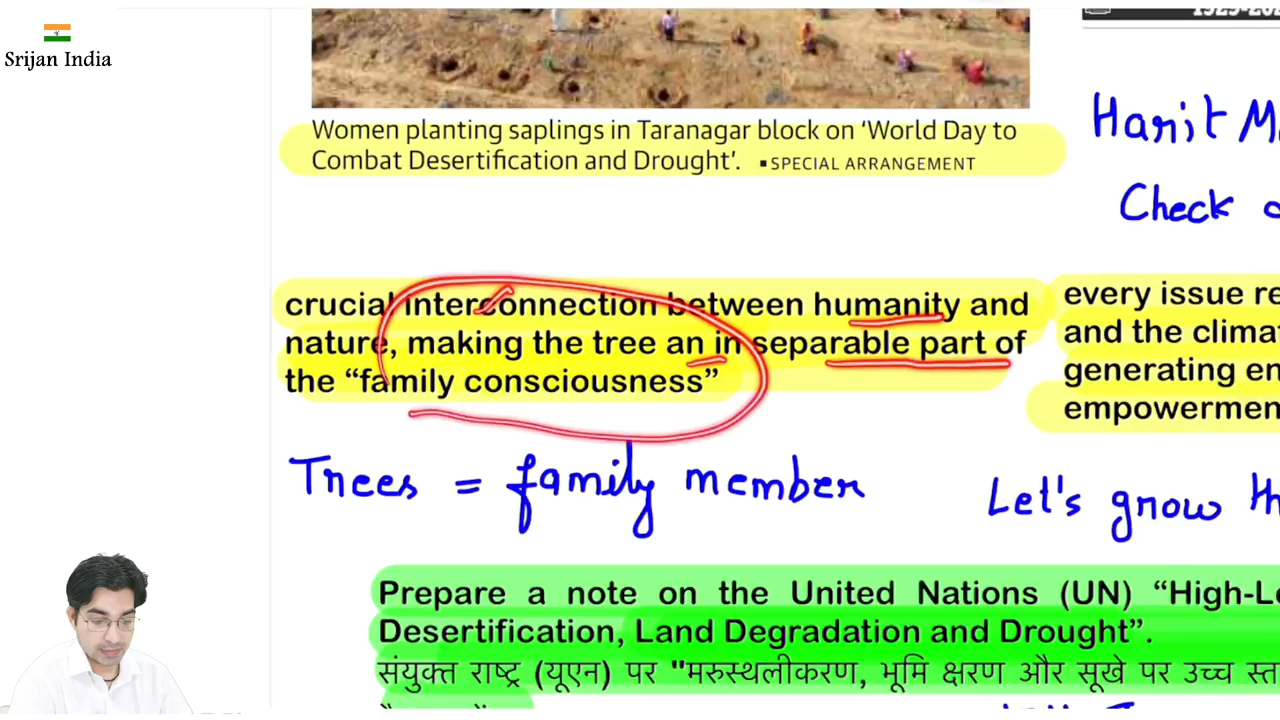 Srijan India
Women planting saplings in Taranagar block on ‘World Day to
Combat Desertification and Drought’. ▪SPECIAL ARRANGEMENT
Harit
Check
crucial interconnection between humanity and
nature, making the tree an in separable part of
the “family consciousness”
every issue re
and the clima
generating en
empowermen
Trees = family member
Let's grow
Prepare a note on the United Nations (UN) “High-Le
Desertification, Land Degradation and Drought”.
संयुक्त राष्ट्र (यूएन) पर "मरुस्थलीकरण, भूमि क्षरण और सूखे पर उच्च स्त